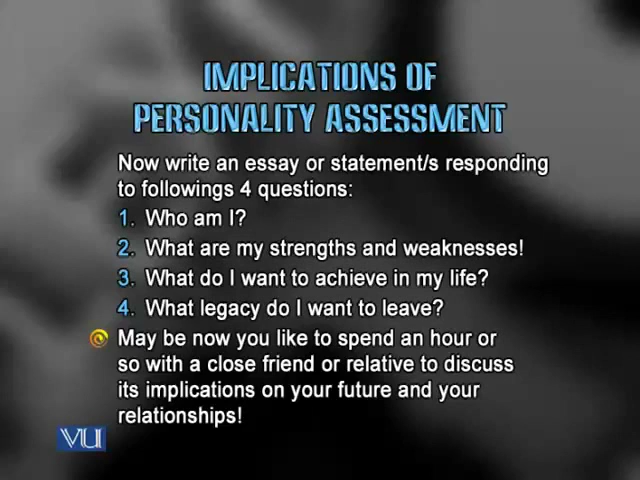 IMPLICATIONS OF
PERSONALITY ASSESSMENT
Now write an essay or statement/s responding
to followings 4 questions:
1. Who am I?
2. What are my strengths and weaknesses!
3. What do I want to achieve in my life?
4. What legacy do I want to leave?
May be now you like to spend an hour or
so with a close friend or relative to discuss
its implications on your future and your
relationships!
VU